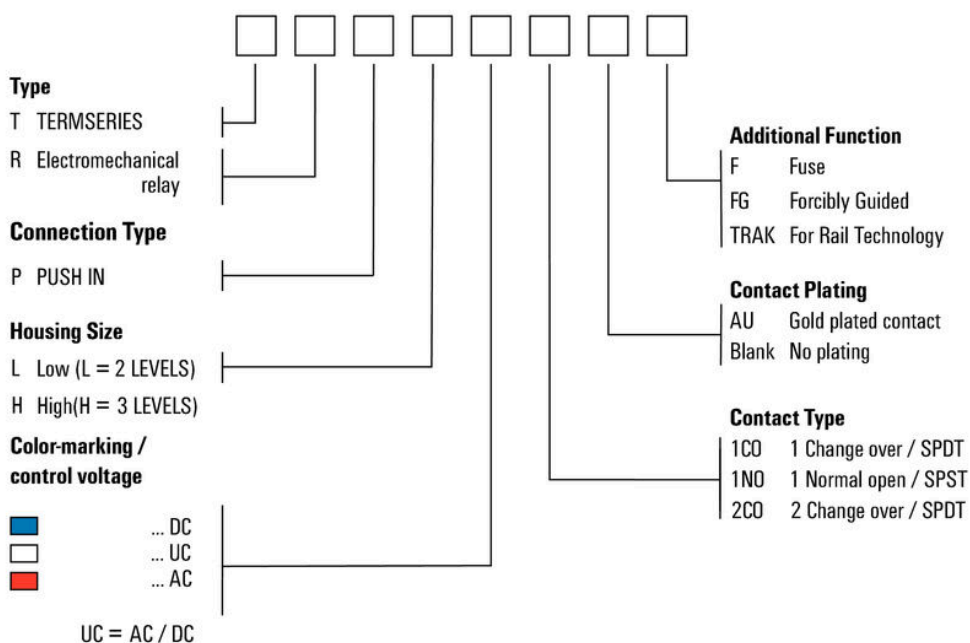 Type
T TERMSERIES
R Electromechanical
relay
Connection Type
P PUSH IN
Housing Size
L Low (L = 2 LEVELS)
H High(H = 3 LEVELS)
Color-marking /
control voltage
... DC
... UC
... AC
UC = AC / DC
Additional Function
F Fuse
FG Forcibly Guided
TRAK For Rail Technology
Contact Plating
AU Gold plated contact
Blank No plating
Contact Type
1CO 1 Change over / SPDT
1NO 1 Normal open / SPST
2CO 2 Change over / SPDT